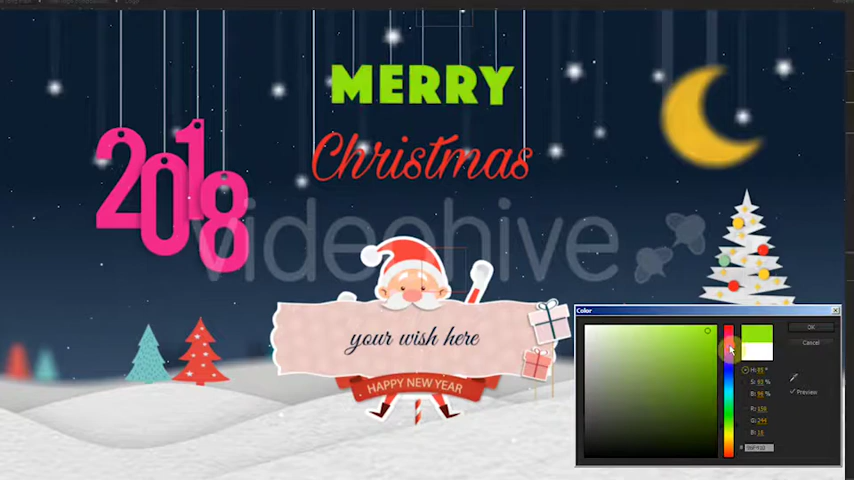 MERRY
Christmas
2018
videohive
your wish here
HAPPY NEW YEAR
Color
OK
Cancel
Preview
H:
S:
B:
R:
G:
B: